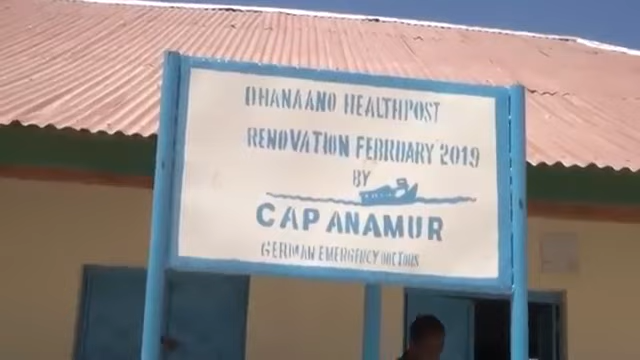 DHANAANO HEALTHPOST
RENOVATION FEBRUARY 2019
BY
CAP ANAMUR
GERMAN EMERGENCY DOCTORS